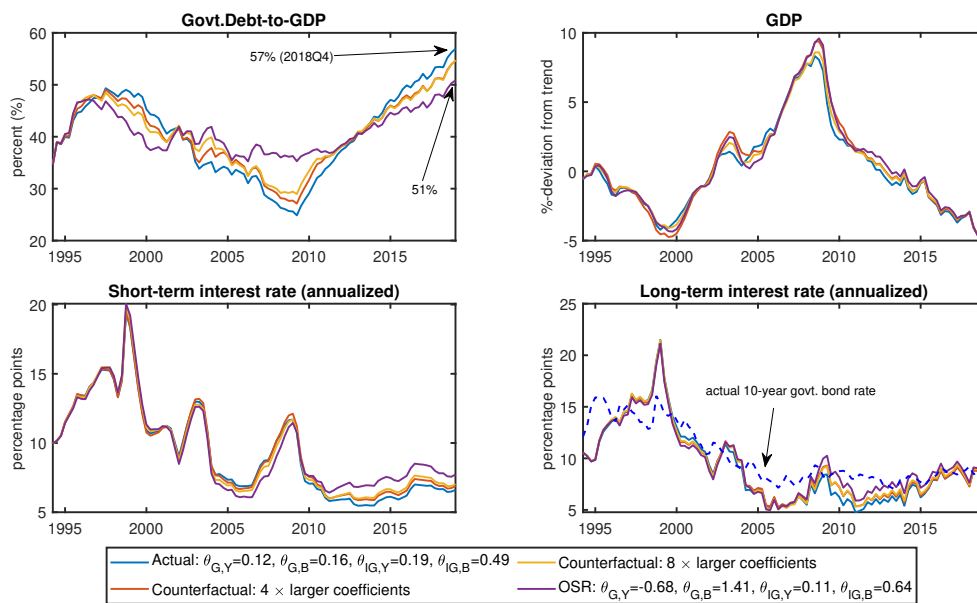 Govt.Debt-to-GDP
percent (%)
60
50
40
30
20
57% (2018Q4)
51%
1995 2000 2005 2010 2015
GDP
%-deviation from trend
10
5
0
-5
1995 2000 2005 2010 2015
Short-term interest rate (annualized)
percentage points
20
15
10
5
1995 2000 2005 2010 2015
Long-term interest rate (annualized)
percentage points
25
20
15
10
5
actual 10-year govt. bond rate
1995 2000 2005 2010 2015
Actual: θG,Y=0.12, θG,B=0.16, θIG,Y=0.19, θIG,B=0.49
Counterfactual: 4 × larger coefficients
Counterfactual: 8 × larger coefficients
OSR: θG,Y=-0.68, θG,B=1.41, θIG,Y=0.11, θIG,B=0.64